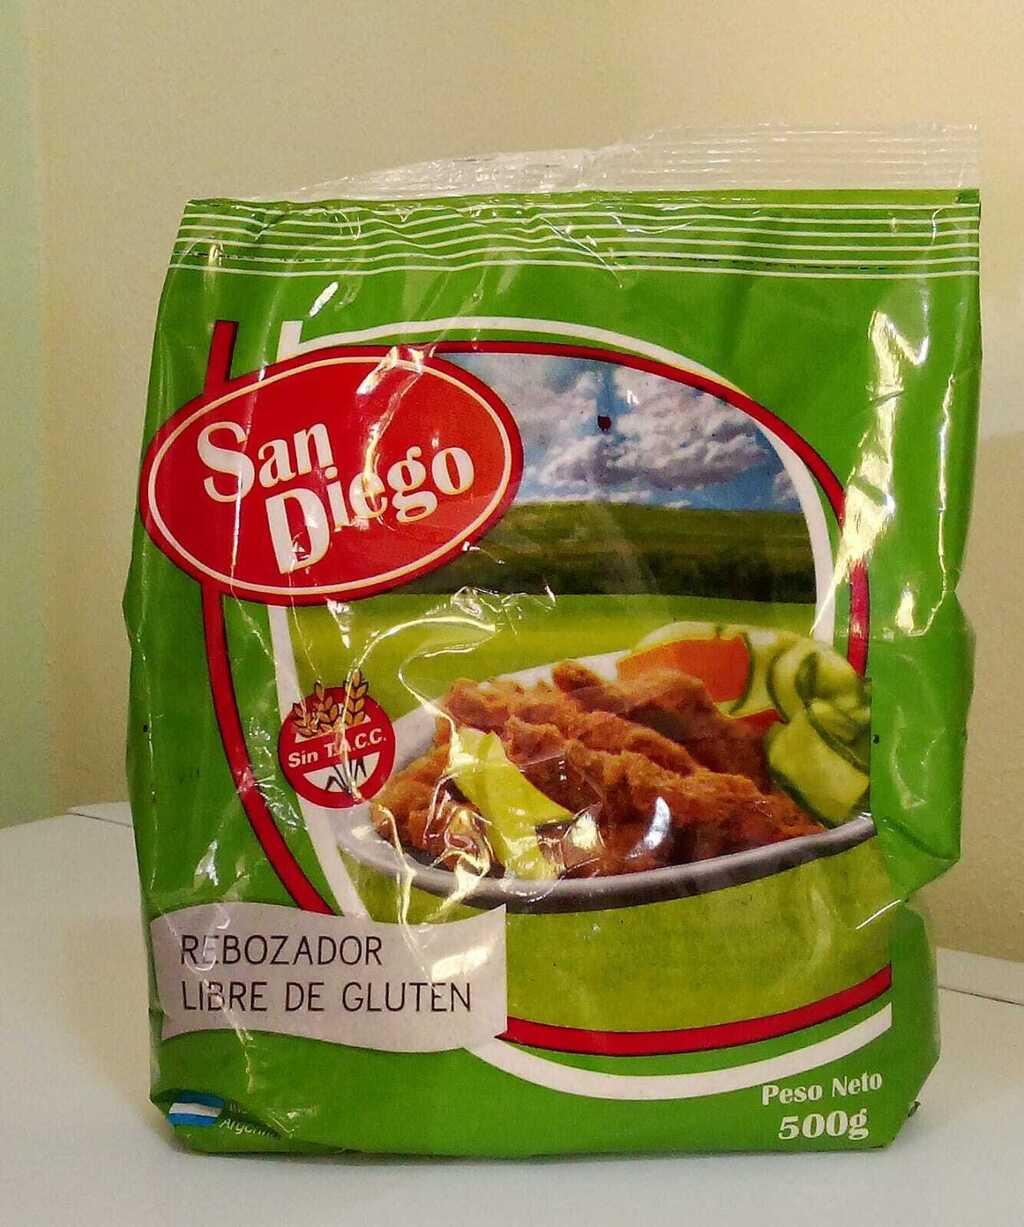 San
Diego
Sin T.A.C.C.
REBOZADOR
LIBRE DE GLUTEN
Peso Neto
500g